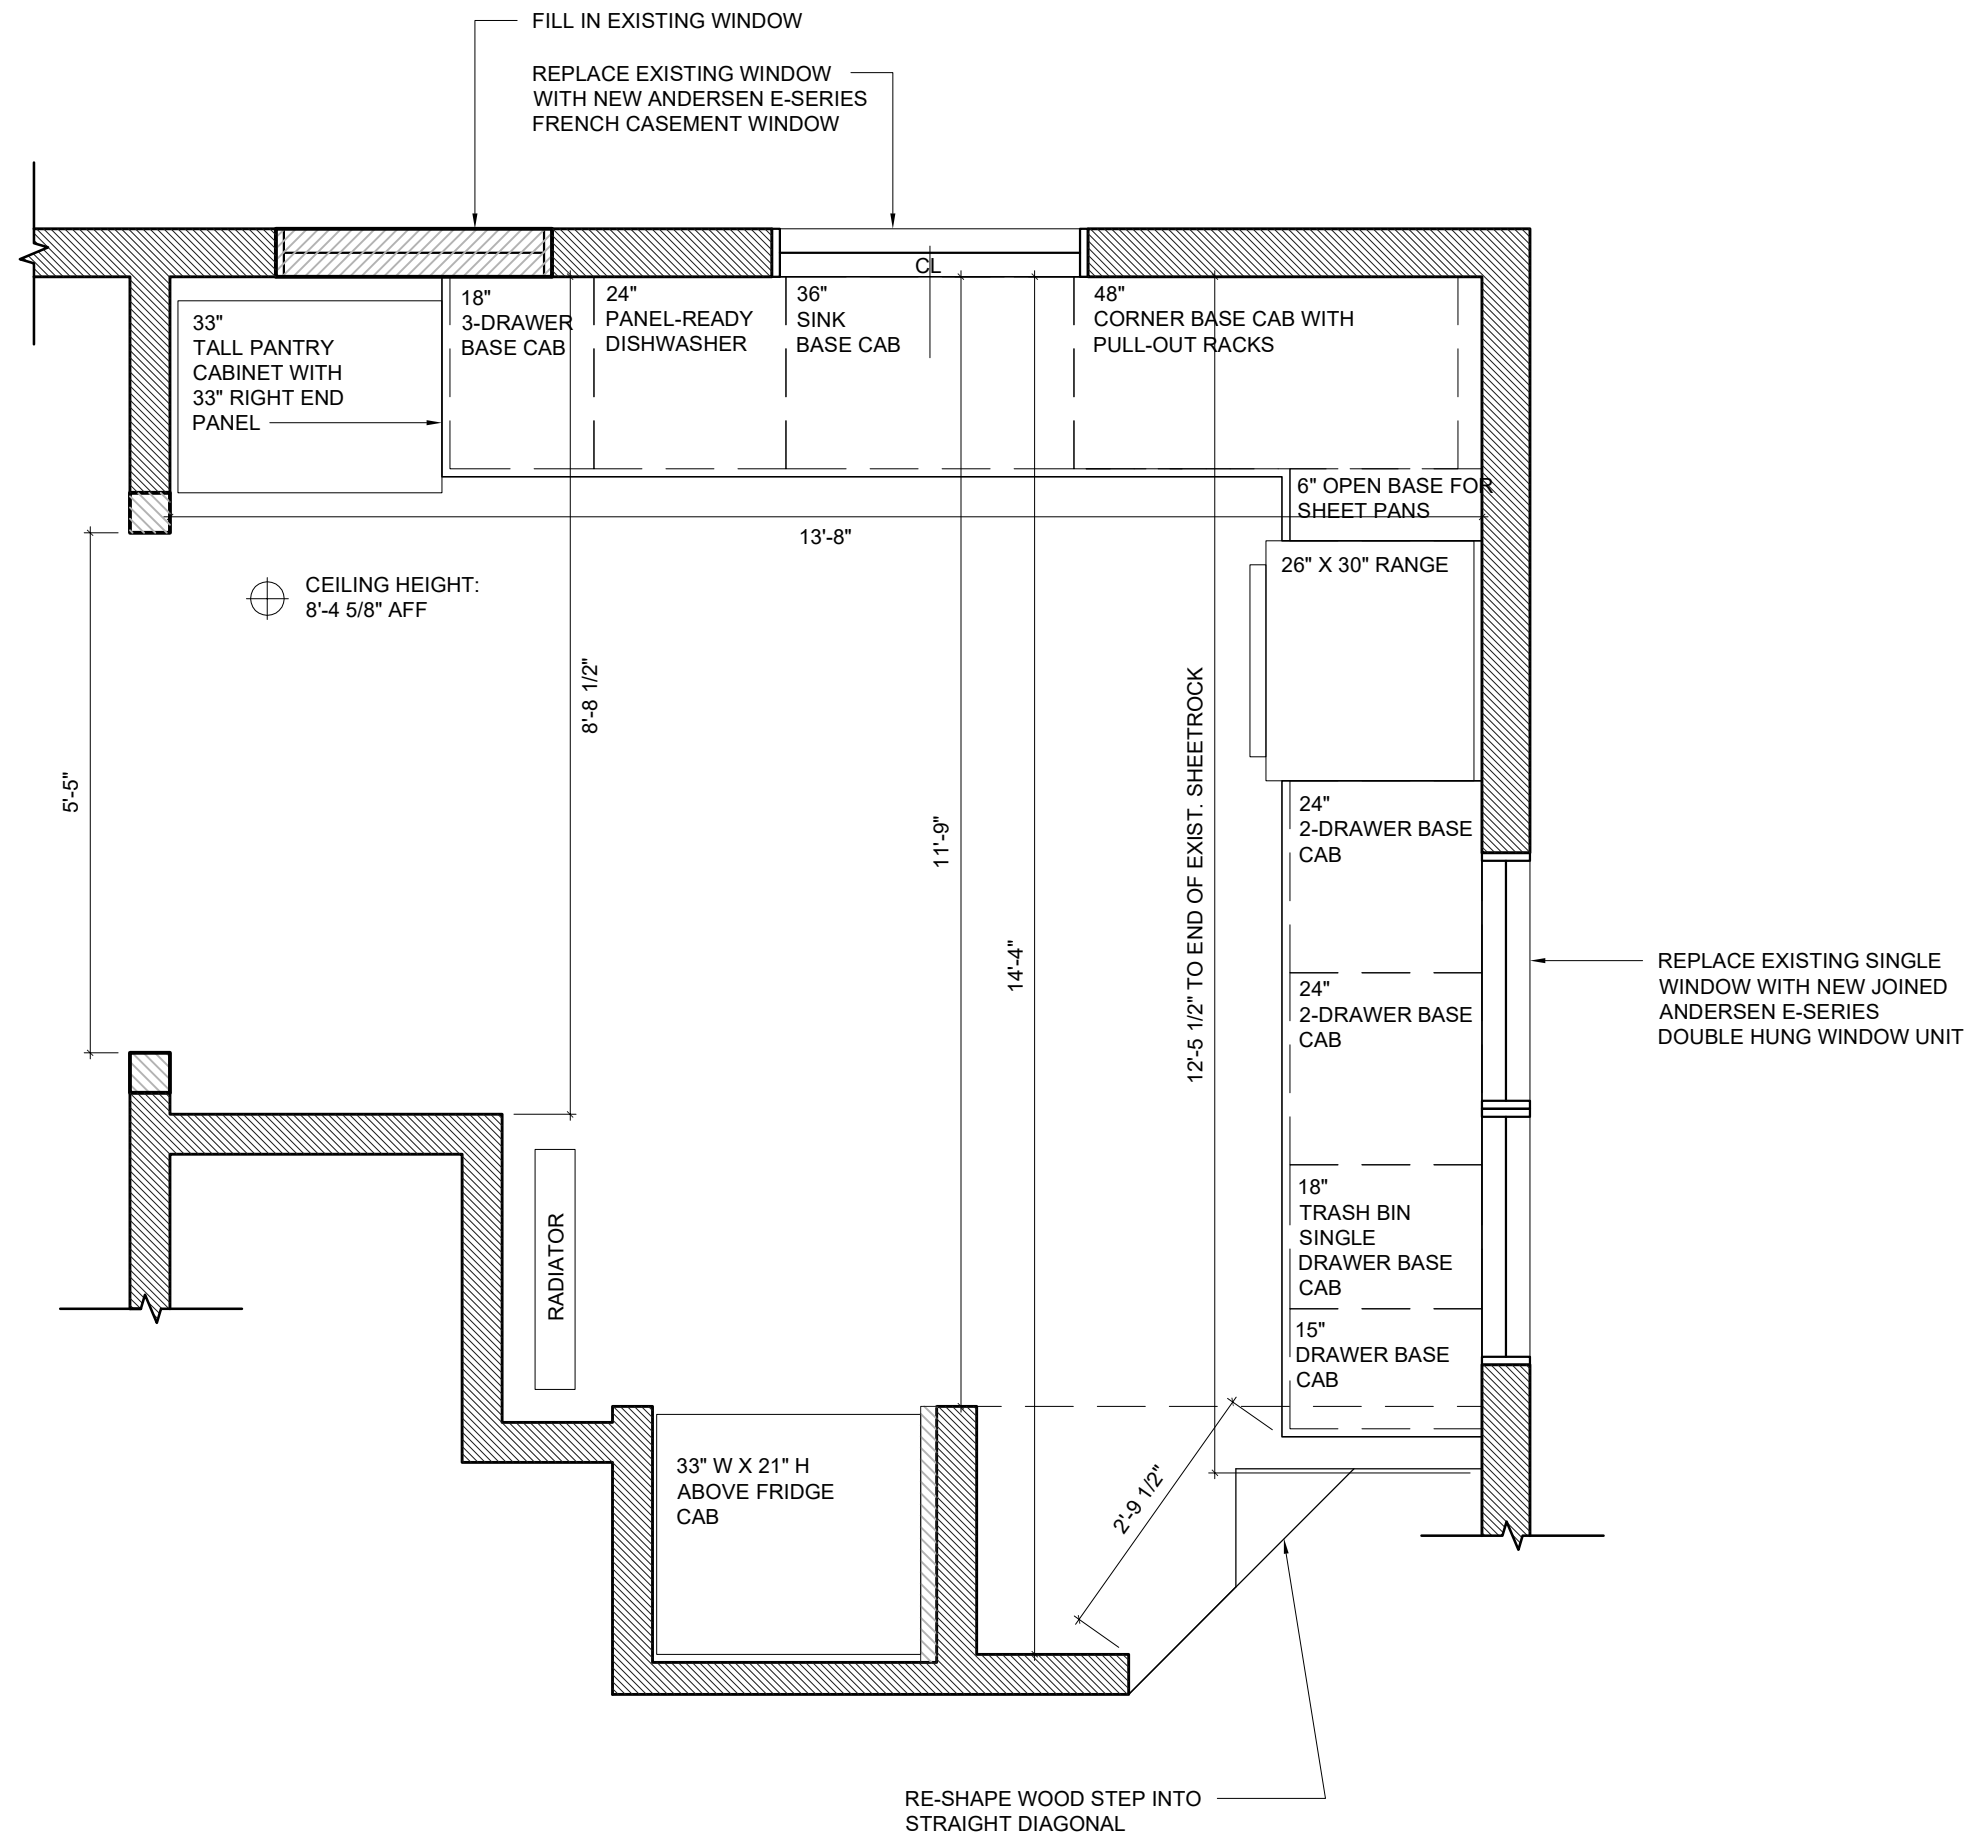 FILL IN EXISTING WINDOW
REPLACE EXISTING WINDOW
WITH NEW ANDERSEN E-SERIES
FRENCH CASEMENT WINDOW
CL
33"
TALL PANTRY
CABINET WITH
33" RIGHT END
PANEL
18"
3-DRAWER
BASE CAB
24"
PANEL-READY
DISHWASHER
36"
SINK
BASE CAB
48"
CORNER BASE CAB WITH
PULL-OUT RACKS
6" OPEN BASE FOR
SHEET PANS
13'-8"
26" X 30" RANGE
CEILING HEIGHT:
8'-4 5/8" AFF
8'-8 1/2"
5'-5"
11'-9"
14'-4"
12'-5 1/2" TO END OF EXIST. SHEETROCK
24"
2-DRAWER BASE
CAB
24"
2-DRAWER BASE
CAB
REPLACE EXISTING SINGLE
WINDOW WITH NEW JOINED
ANDERSEN E-SERIES
DOUBLE HUNG WINDOW UNIT
18"
TRASH BIN
SINGLE
DRAWER BASE
CAB
15"
DRAWER BASE
CAB
RADIATOR
33" W X 21" H
ABOVE FRIDGE
CAB
2'-9 1/2"
RE-SHAPE WOOD STEP INTO
STRAIGHT DIAGONAL